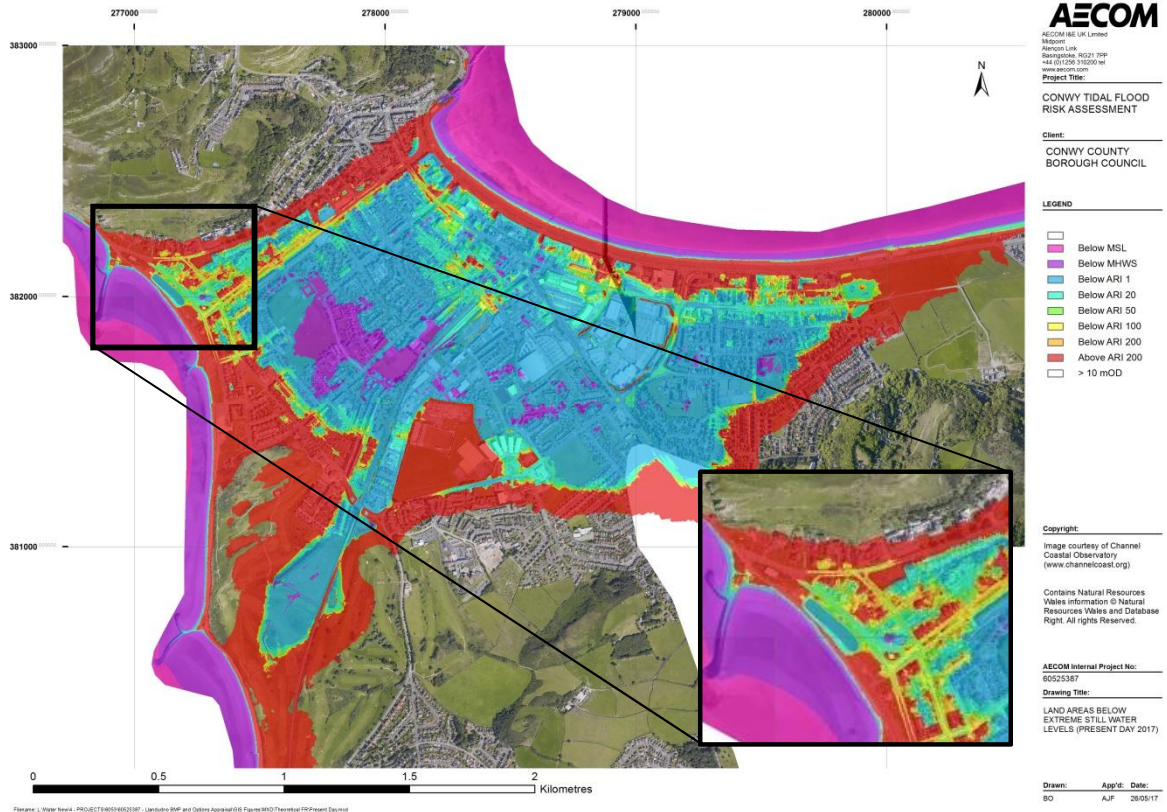 277000
278000
279000
280000
383000
382000
381000
N
0
0.5
1
1.5
2
Kilometres
AECOM
AECOM I&E UK Limited
Midpoint
Alençon Link
Basingstoke, RG21 7PP
+44 (0)1256 310200 tel
www.aecom.com
Project Title:
CONWY TIDAL FLOOD
RISK ASSESSMENT
Client:
CONWY COUNTY
BOROUGH COUNCIL
LEGEND
Below MSL
Below MHWS
Below ARI 1
Below ARI 20
Below ARI 50
Below ARI 100
Below ARI 200
Above ARI 200
> 10 mOD
Copyright:
Image courtesy of Channel
Coastal Observatory
(www.channelcoast.org)
Contains Natural Resources
Wales information © Natural
Resources Wales and Database
Right. All rights Reserved.
AECOM Internal Project No:
60525387
Drawing Title:
LAND AREAS BELOW
EXTREME STILL WATER
LEVELS (PRESENT DAY 2017)
Drawn: App'd: Date:
BO AJF 26/05/17